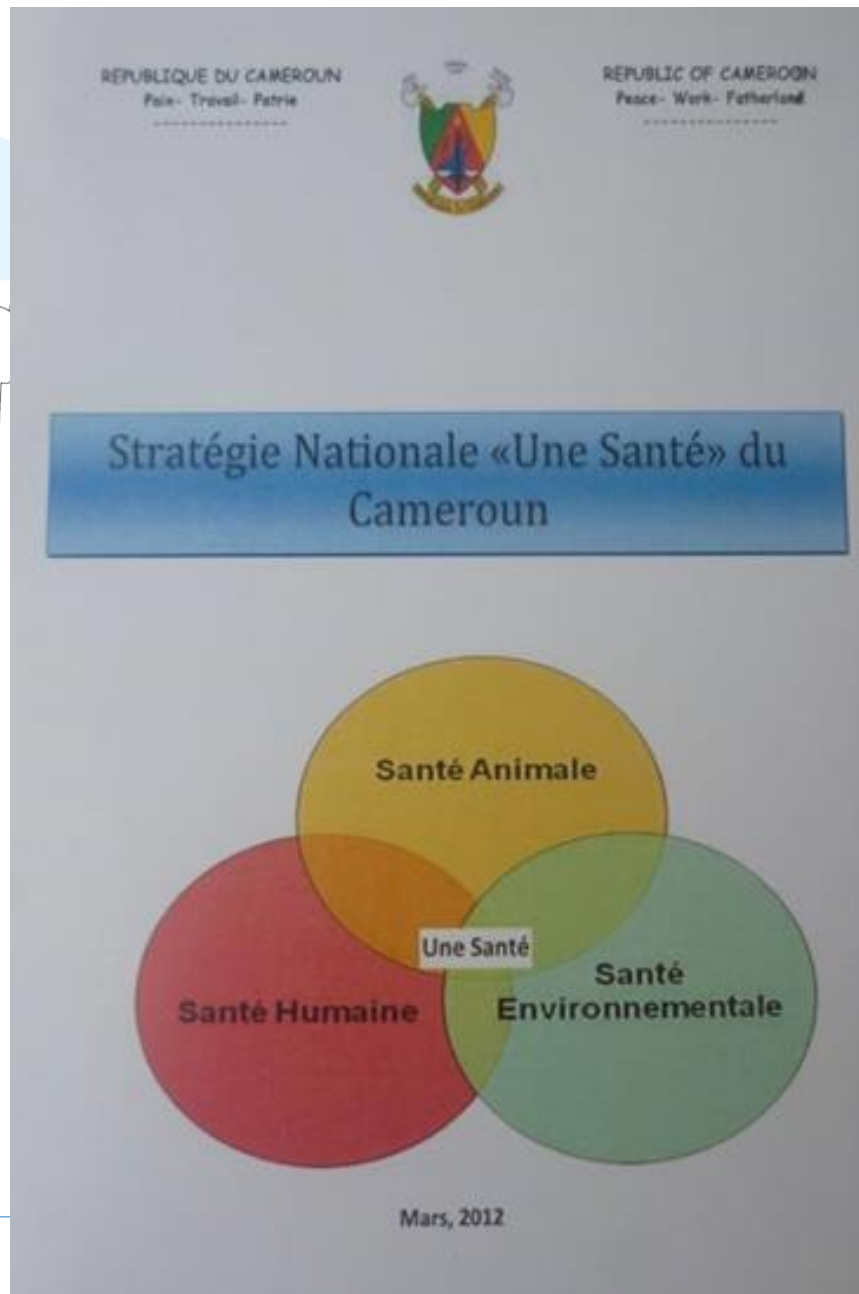 REPUBLIQUE DU CAMEROUN
Paix- Travail- Patrie
---------------
REPUBLIC OF CAMEROON
Peace- Work- Fatherland
---------------
Stratégie Nationale «Une Santé» du
Cameroun
Santé Animale
Une Santé
Santé Humaine
Santé
Environnementale
Mars, 2012